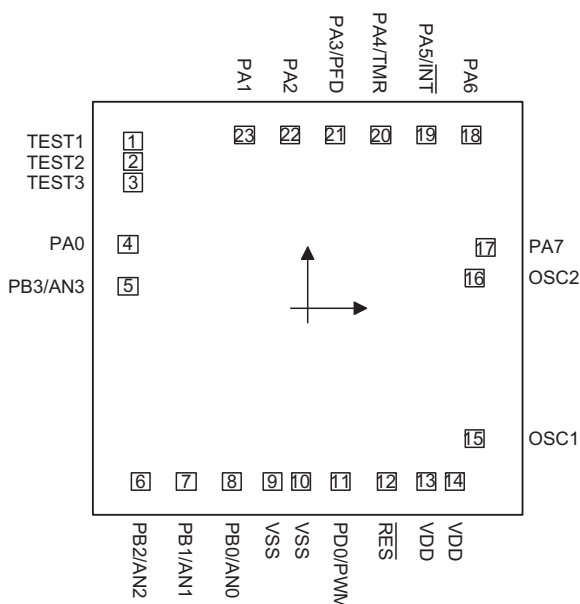 PA1
PA2
PA3/PFD
PA4/TMR
PA5/I̅N̅T̅
PA6
23
22
21
20
19
18
TEST1 1
TEST2 2
TEST3 3
PA0 4
17 PA7
16 OSC2
PB3/AN3 5
15 OSC1
6
7
8
9
10
11
12
13
14
PB2/AN2
PB1/AN1
PB0/AN0
VSS
VSS
PD0/PWM
R̅E̅S̅
VDD
VDD